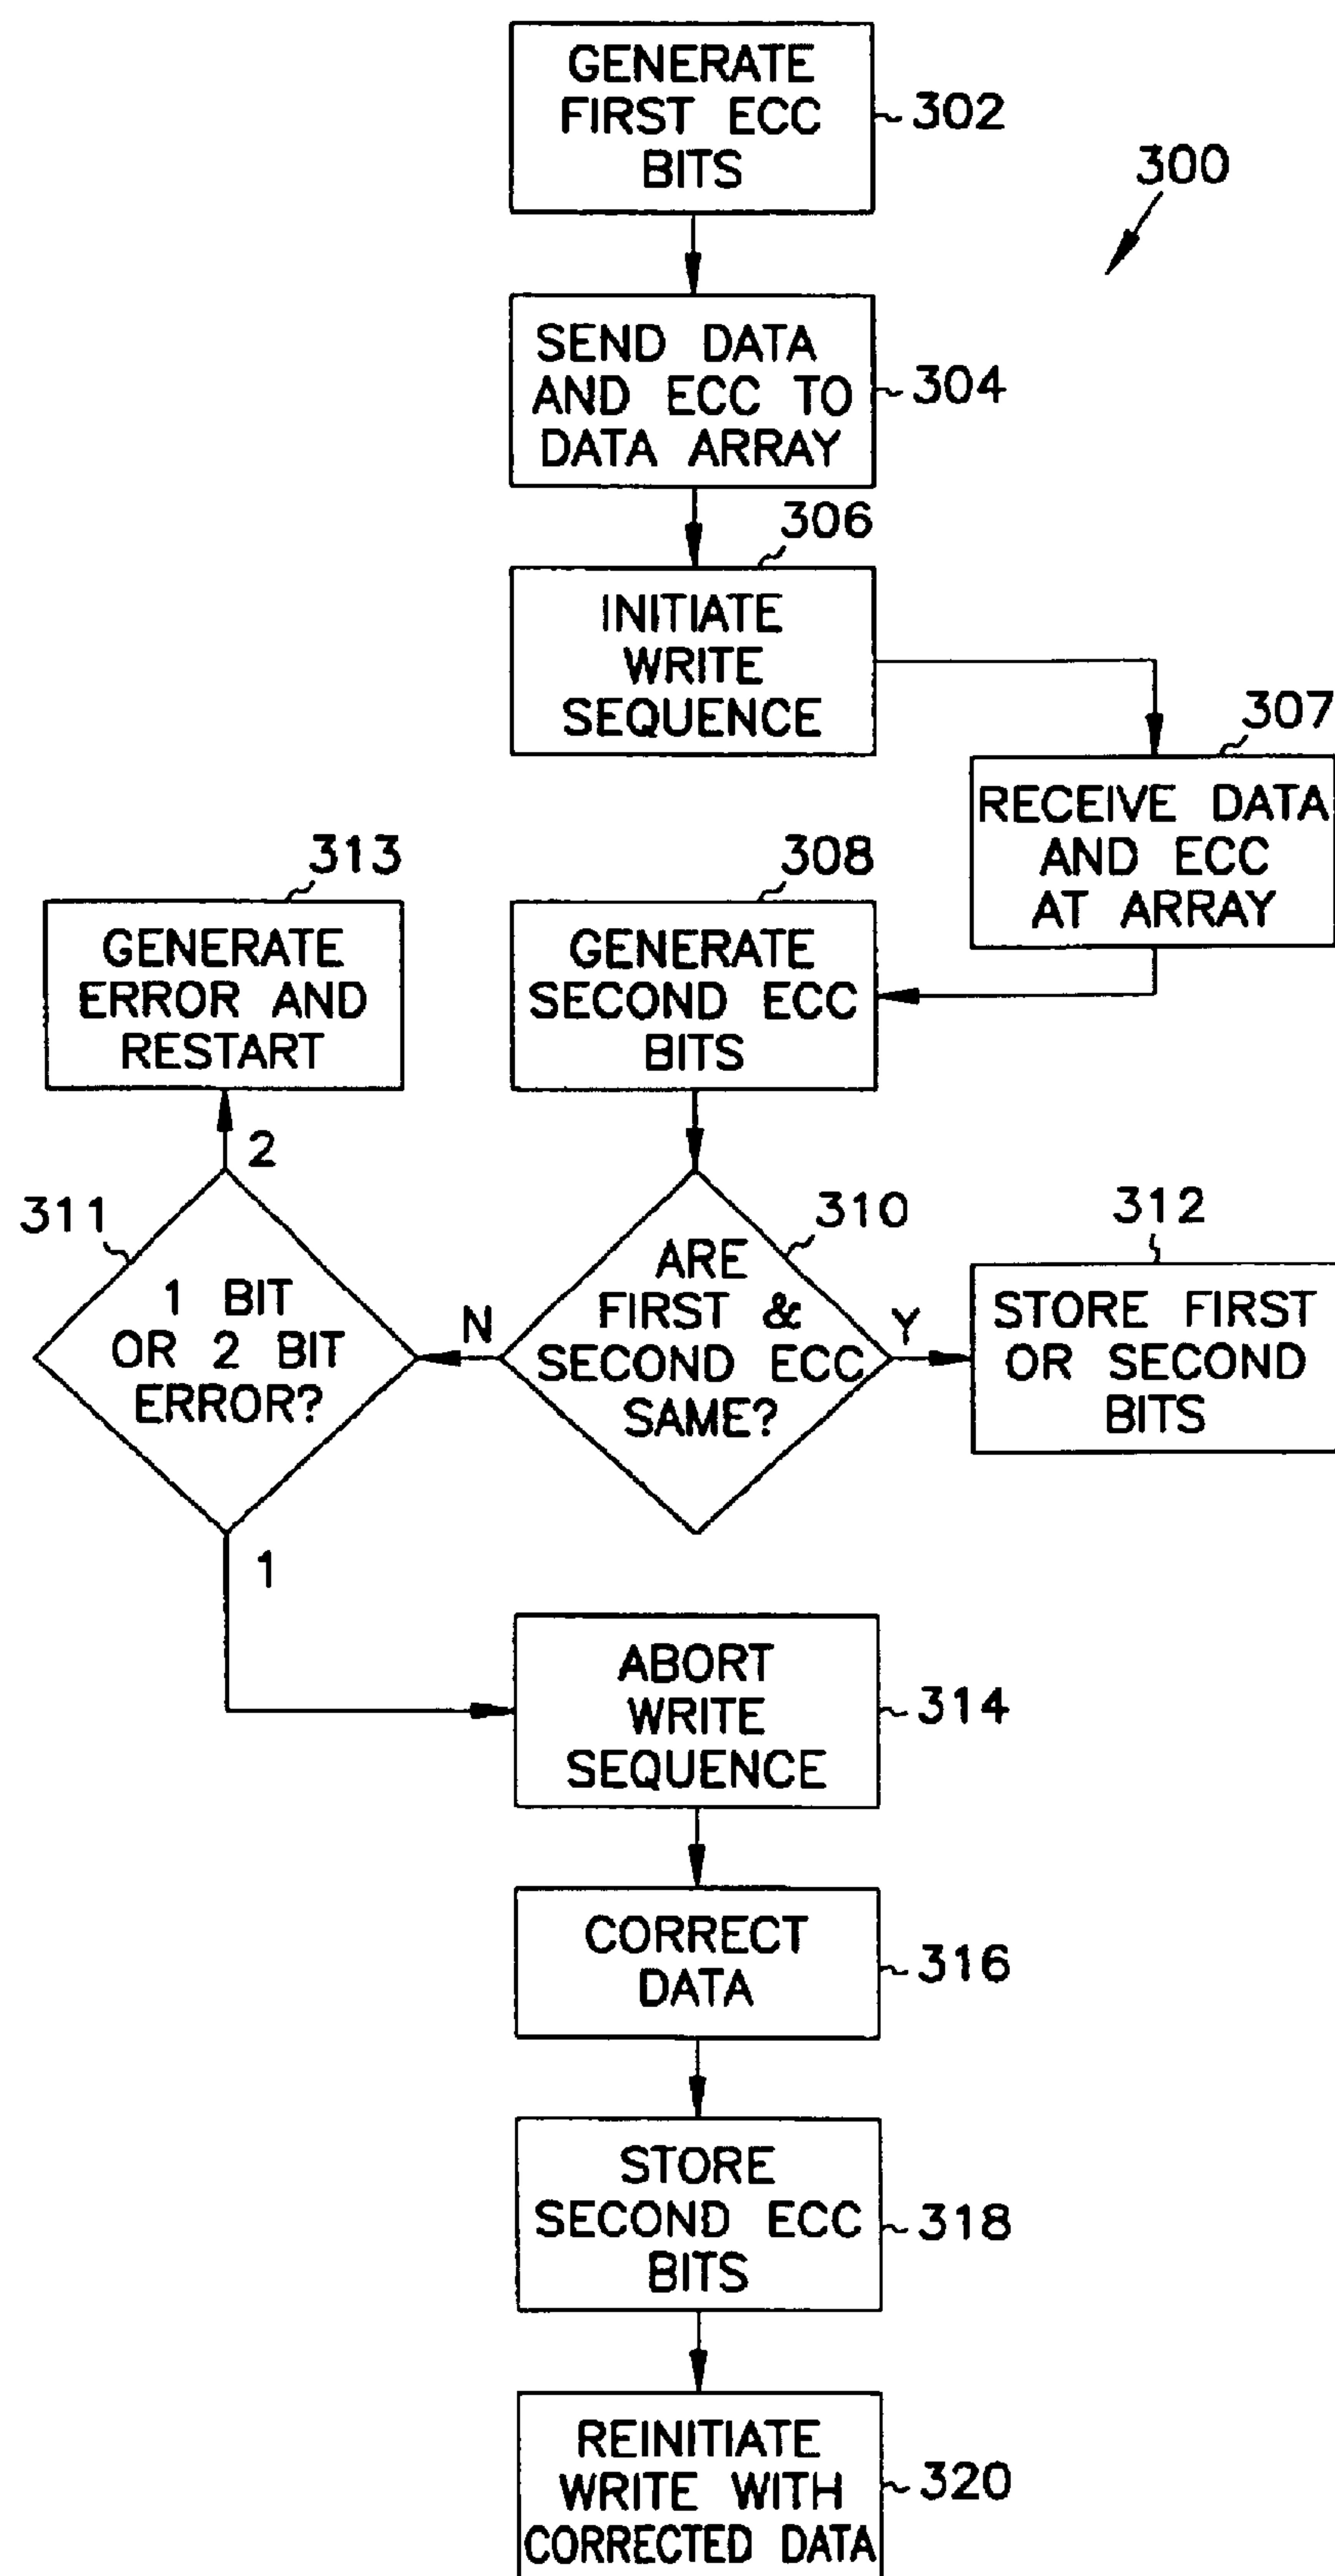 GENERATE
FIRST ECC
BITS
302
300
SEND DATA
AND ECC TO
DATA ARRAY
304
306
INITIATE
WRITE
SEQUENCE
307
RECEIVE DATA
AND ECC
AT ARRAY
313
GENERATE
ERROR AND
RESTART
308
GENERATE
SECOND ECC
BITS
2
311
1 BIT
OR 2 BIT
ERROR?
N
310
ARE
FIRST &
SECOND ECC
SAME?
Y
312
STORE FIRST
OR SECOND
BITS
1
ABORT
WRITE
SEQUENCE
314
CORRECT
DATA
316
STORE
SECOND ECC
BITS
318
REINITIATE
WRITE WITH
CORRECTED DATA
320